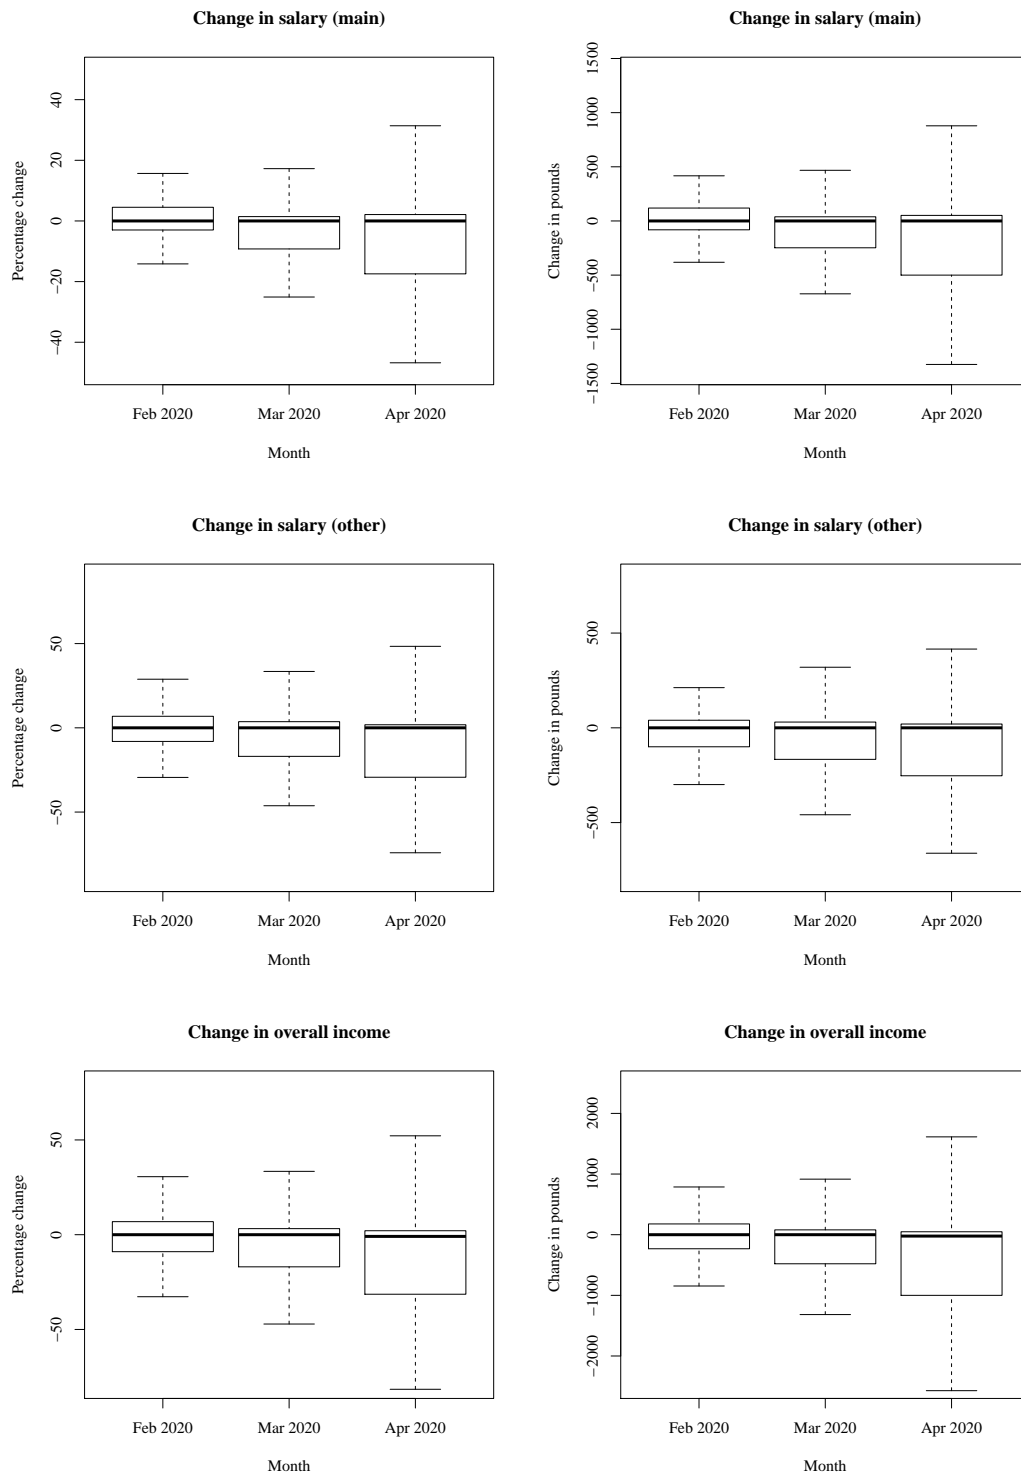 Change in salary (main)
Percentage change
40
20
0
−20
−40
Feb 2020 Mar 2020 Apr 2020
Month
Change in salary (main)
Change in pounds
1500
1000
500
0
−500
−1000
−1500
Feb 2020 Mar 2020 Apr 2020
Month
Change in salary (other)
Percentage change
50
0
−50
Feb 2020 Mar 2020 Apr 2020
Month
Change in salary (other)
Change in pounds
500
0
−500
Feb 2020 Mar 2020 Apr 2020
Month
Change in overall income
Percentage change
50
0
−50
Feb 2020 Mar 2020 Apr 2020
Month
Change in overall income
Change in pounds
2000
1000
0
−1000
−2000
Feb 2020 Mar 2020 Apr 2020
Month